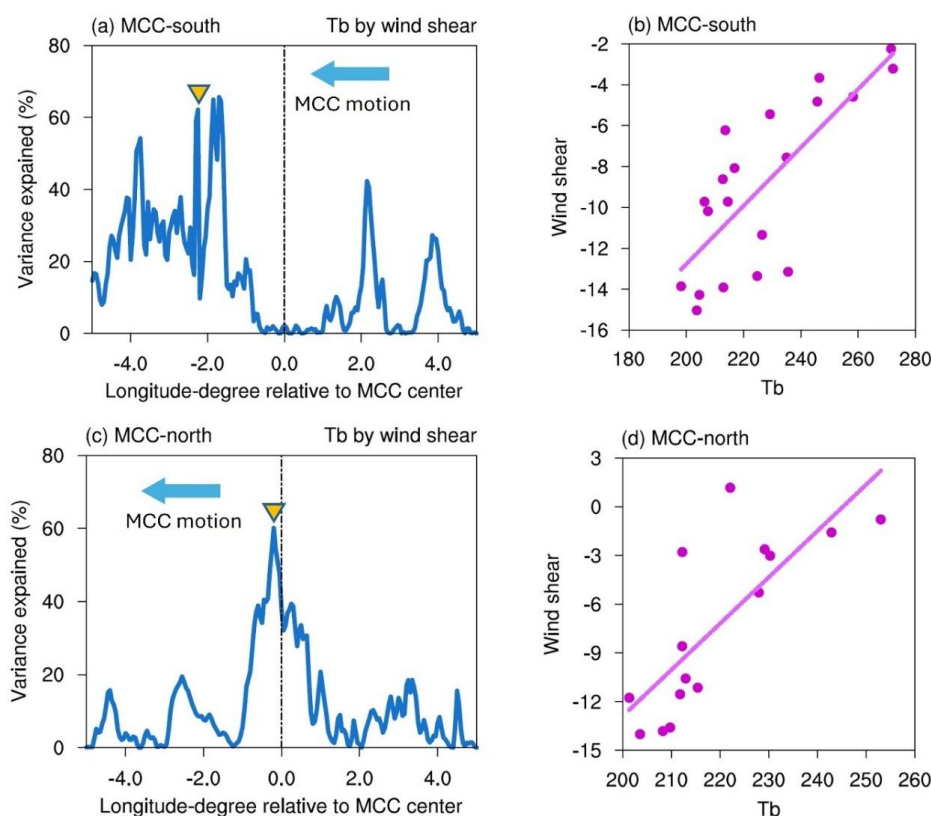 (a) MCC-south Tb by wind shear
80
60
40
20
0
Variance expained (%)
MCC motion
-4.0 -2.0 0.0 2.0 4.0
Longitude-degree relative to MCC center
(b) MCC-south
-2
-4
-6
-8
-10
-12
-14
-16
Wind shear
180 200 220 240 260 280
Tb
(c) MCC-north Tb by wind shear
80
60
40
20
0
Variance expained (%)
MCC motion
-4.0 -2.0 0.0 2.0 4.0
Longitude-degree relative to MCC center
(d) MCC-north
3
0
-3
-6
-9
-12
-15
Wind shear
200 210 220 230 240 250 260
Tb